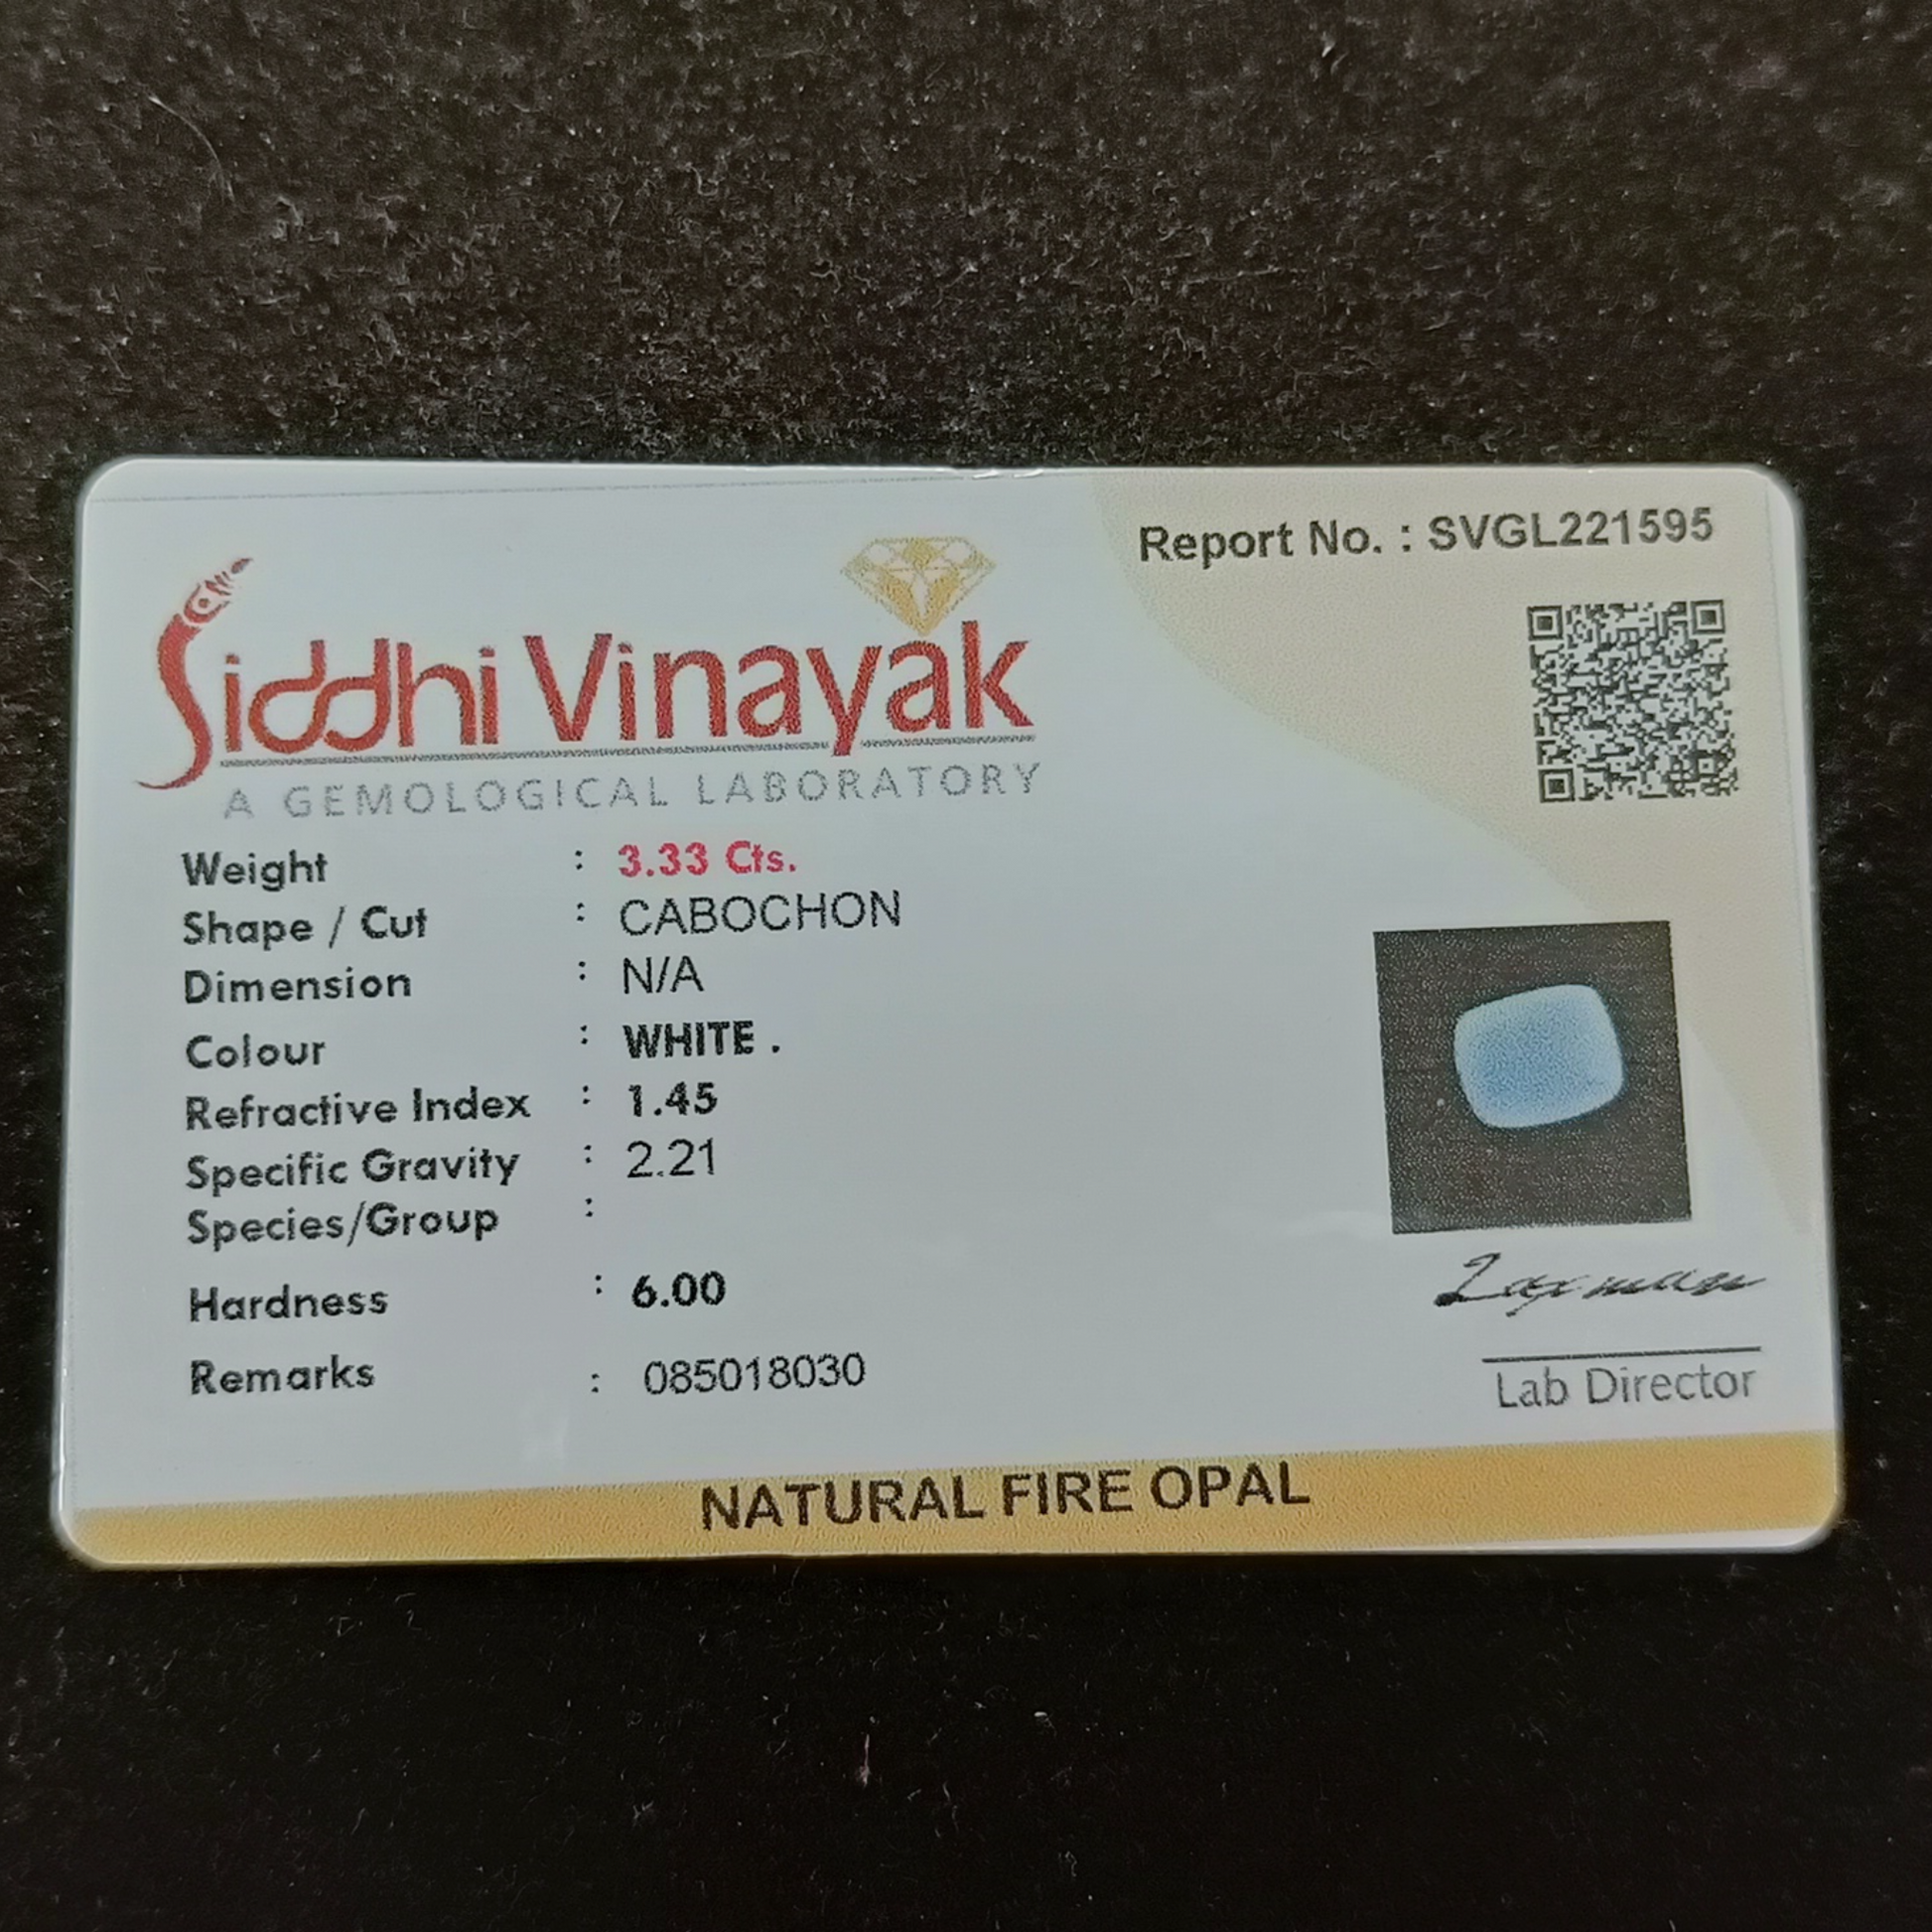 Report No. : SVGL221595
Siddhi Vinayak
A GEMOLOGICAL LABORATORY
Weight : 3.33 Cts.
Shape / Cut : CABOCHON
Dimension : N/A
Colour : WHITE .
Refractive Index : 1.45
Specific Gravity : 2.21
Species/Group :
Hardness : 6.00
Remarks : 085018030
Laxman
Lab Director
NATURAL FIRE OPAL